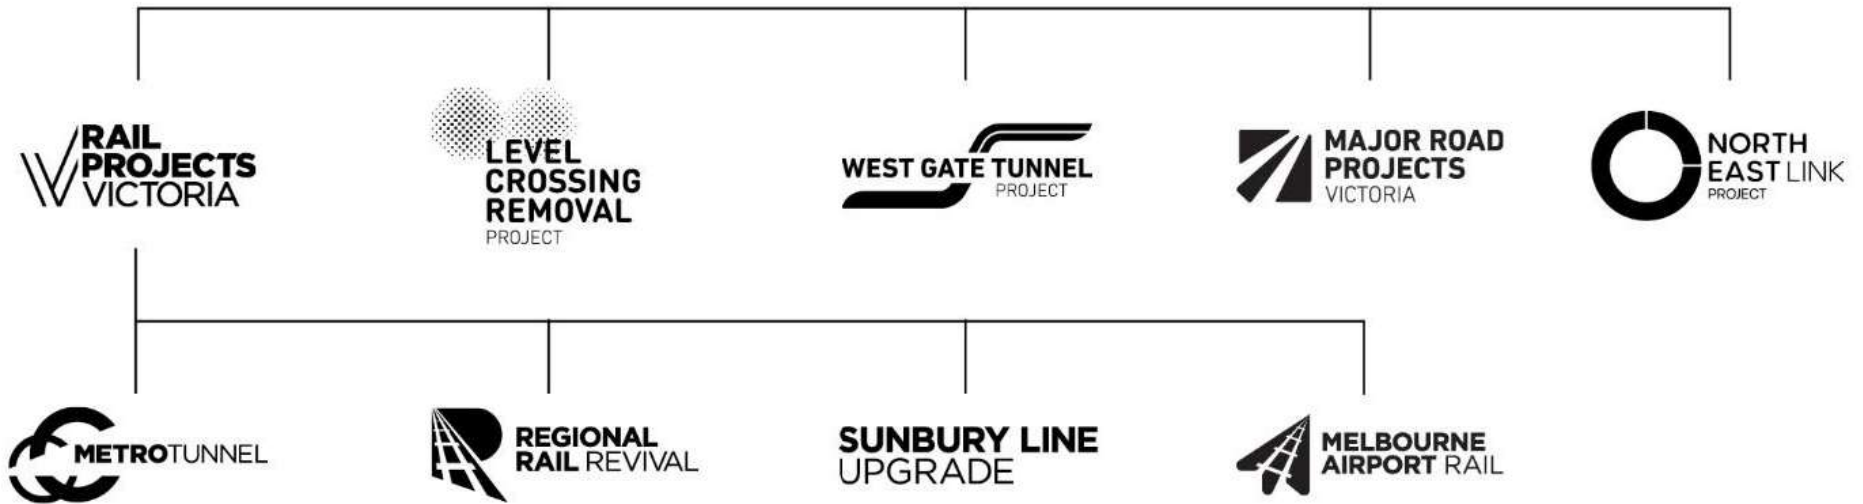 RAIL
PROJECTS
VICTORIA
LEVEL
CROSSING
REMOVAL
PROJECT
WEST GATE TUNNEL
PROJECT
MAJOR ROAD
PROJECTS
VICTORIA
NORTH
EAST LINK
PROJECT
METROTUNNEL
REGIONAL
RAIL REVIVAL
SUNBURY LINE
UPGRADE
MELBOURNE
AIRPORT RAIL